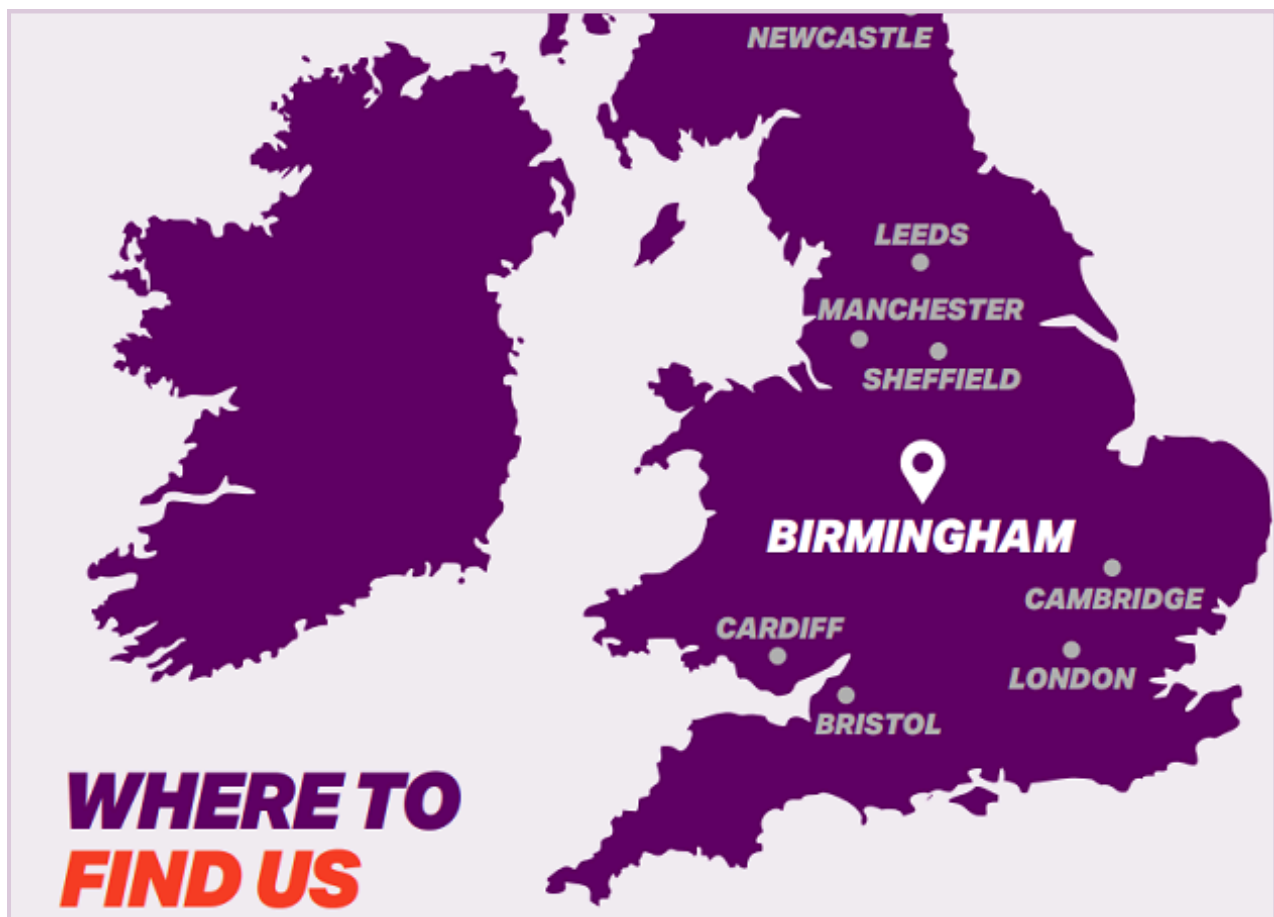 NEWCASTLE
LEEDS
MANCHESTER
SHEFFIELD
BIRMINGHAM
CAMBRIDGE
CARDIFF
LONDON
BRISTOL
WHERE TO
FIND US